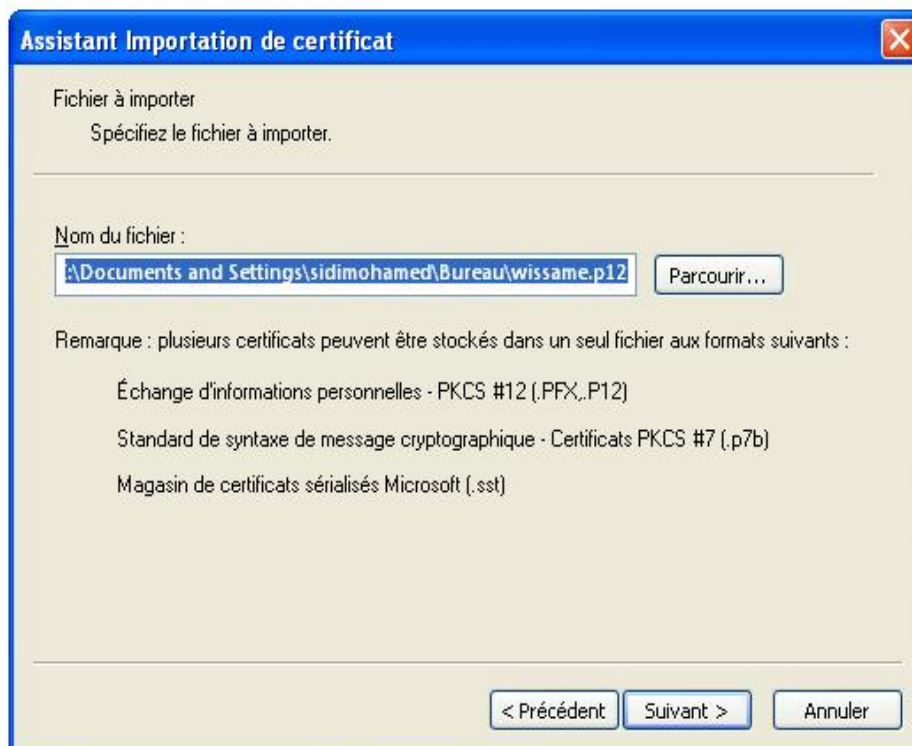 Assistant Importation de certificat
Fichier à importer
Spécifiez le fichier à importer.
Nom du fichier :
:\Documents and Settings\sidimohamed\Bureau\wissame.p12
Parcourir...
Remarque : plusieurs certificats peuvent être stockés dans un seul fichier aux formats suivants :
Échange d'informations personnelles - PKCS #12 (.PFX,.P12)
Standard de syntaxe de message cryptographique - Certificats PKCS #7 (.p7b)
Magasin de certificats sérialisés Microsoft (.sst)
< Précédent Suivant > Annuler